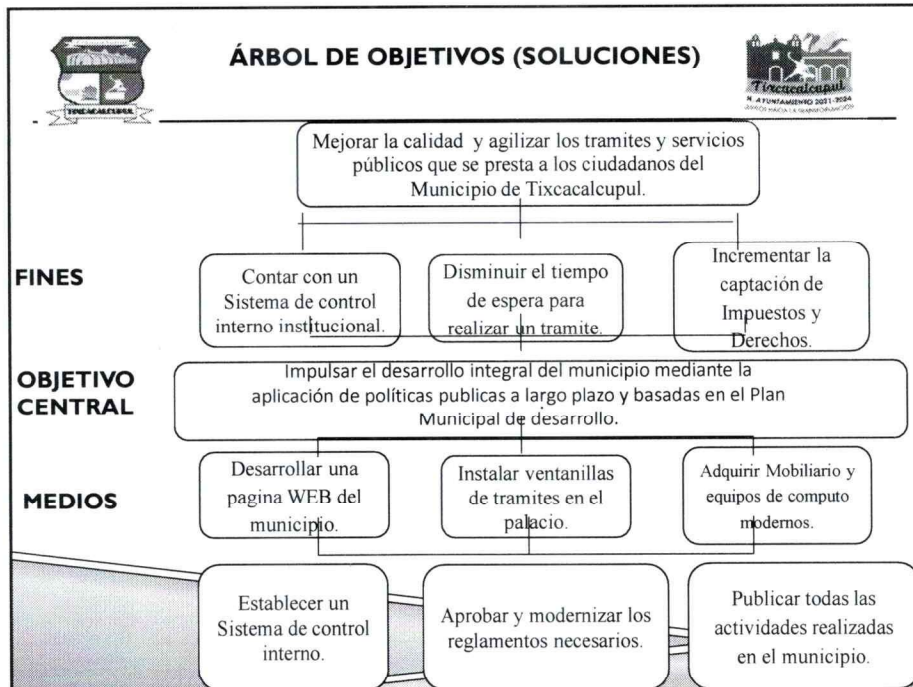 ÁRBOL DE OBJETIVOS (SOLUCIONES)
TIXCACALCUPUL
Tixcacalcupul
H. AYUNTAMIENTO 2021-2024
Mejorar la calidad y agilizar los tramites y servicios
públicos que se presta a los ciudadanos del
Municipio de Tixcacalcupul.
FINES
Contar con un
Sistema de control
interno institucional.
Disminuir el tiempo
de espera para
realizar un tramite.
Incrementar la
captación de
Impuestos y
Derechos.
OBJETIVO
CENTRAL
Impulsar el desarrollo integral del municipio mediante la
aplicación de políticas publicas a largo plazo y basadas en el Plan
Municipal de desarrollo.
MEDIOS
Desarrollar una
pagina WEB del
municipio.
Instalar ventanillas
de tramites en el
palacio.
Adquirir Mobiliario y
equipos de computo
modernos.
Establecer un
Sistema de control
interno.
Aprobar y modernizar los
reglamentos necesarios.
Publicar todas las
actividades realizadas
en el municipio.